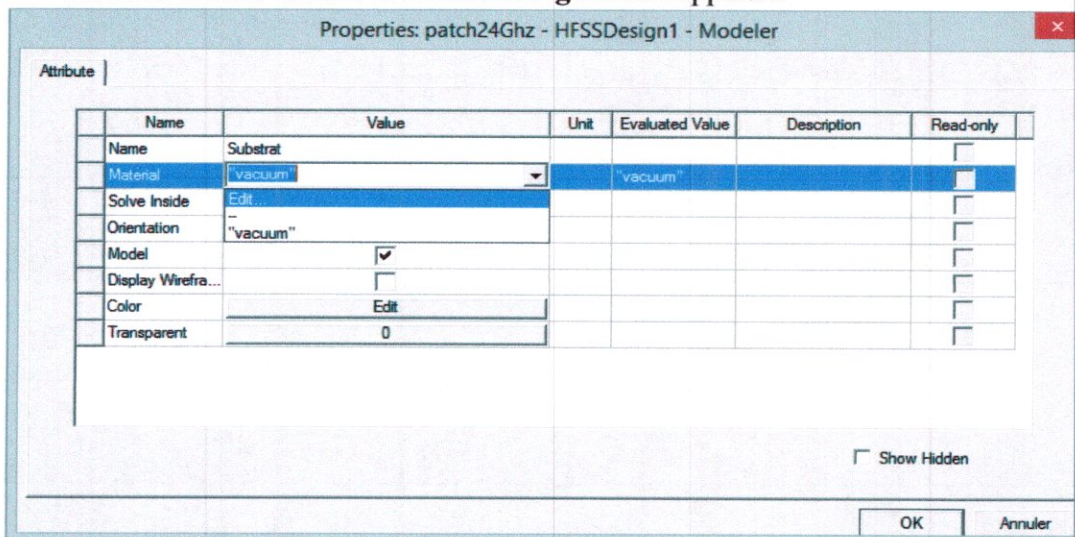 Properties: patch24Ghz - HFSSDesign1 - Modeler
Attribute
Name Value Unit Evaluated Value Description Read-only
Name Substrat
Material "vacuum" "vacuum"
Solve Inside Edit...
Orientation "vacuum"
Model
Display Wirefra...
Color Edit
Transparent 0
Show Hidden
OK Annuler